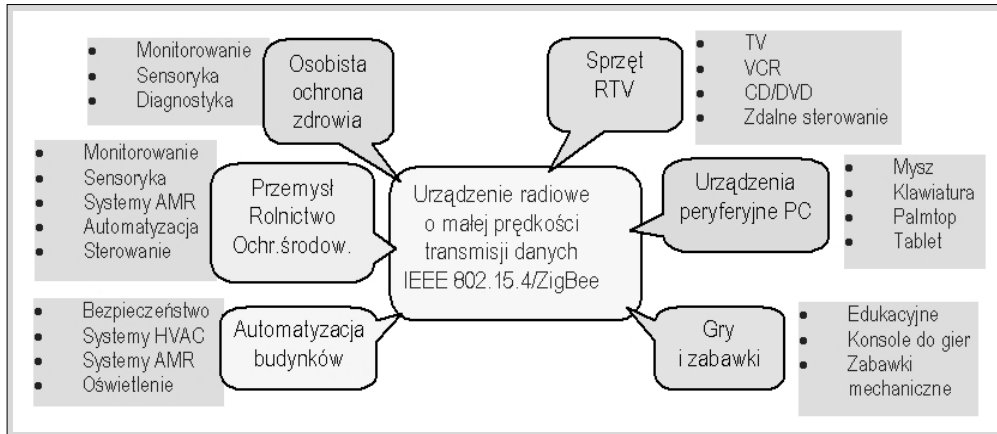 • Monitorowanie
• Sensoryka
• Diagnostyka
Osobista
ochrona
zdrowia
Sprzęt
RTV
• TV
• VCR
• CD/DVD
• Zdalne sterowanie
• Monitorowanie
• Sensoryka
• Systemy AMR
• Automatyzacja
• Sterowanie
Przemysł
Rolnictwo
Ochr.środow.
Urządzenie radiowe
o małej prędkości
transmisji danych
IEEE 802.15.4/ZigBee
Urządzenia
peryferyjne PC
• Mysz
• Klawiatura
• Palmtop
• Tablet
• Bezpieczeństwo
• Systemy HVAC
• Systemy AMR
• Oświetlenie
Automatyzacja
budynków
Gry
i zabawki
• Edukacyjne
• Konsole do gier
• Zabawki
mechaniczne